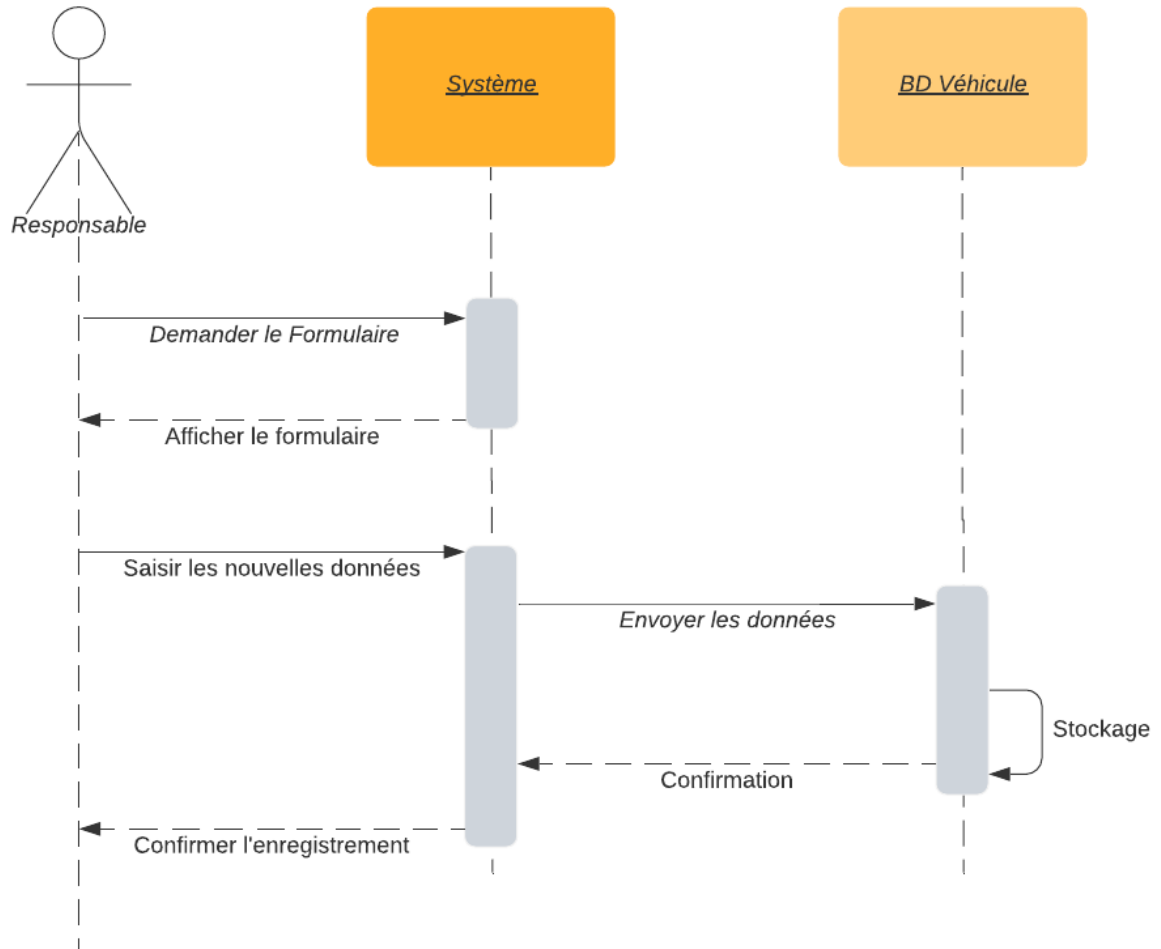 Système
BD Véhicule
Responsable
Demander le Formulaire
Afficher le formulaire
Saisir les nouvelles données
Envoyer les données
Stockage
Confirmation
Confirmer l'enregistrement